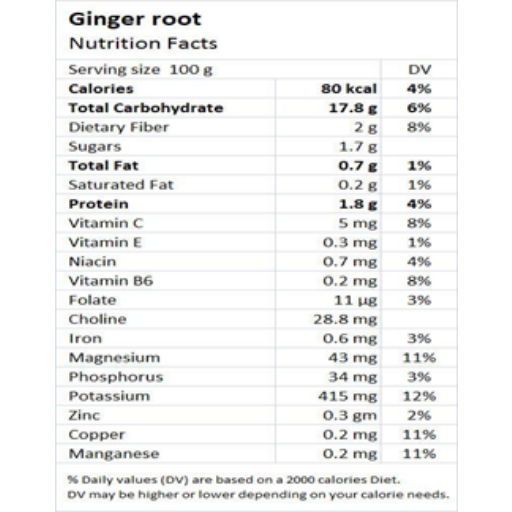 Ginger root
Nutrition Facts
Serving size 100 g DV
Calories 80 kcal 4%
Total Carbohydrate 17.8 g 6%
Dietary Fiber 2 g 8%
Sugars 1.7 g
Total Fat 0.7 g 1%
Saturated Fat 0.2 g 1%
Protein 1.8 g 4%
Vitamin C 5 mg 8%
Vitamin E 0.3 mg 1%
Niacin 0.7 mg 4%
Vitamin B6 0.2 mg 8%
Folate 11 µg 3%
Choline 28.8 mg
Iron 0.6 mg 3%
Magnesium 43 mg 11%
Phosphorus 34 mg 3%
Potassium 415 mg 12%
Zinc 0.3 gm 2%
Copper 0.2 mg 11%
Manganese 0.2 mg 11%
% Daily values (DV) are based on a 2000 calories Diet.
DV may be higher or lower depending on your calorie needs.